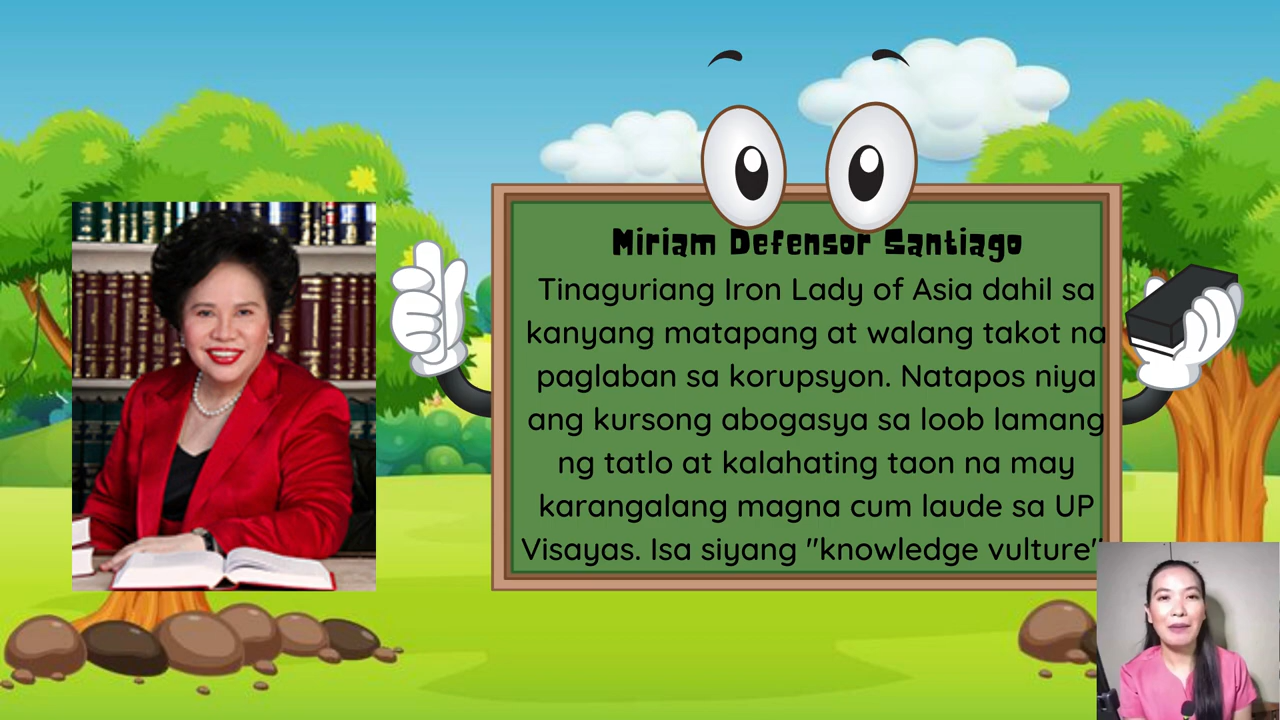 Miriam Defensor Santiago
Tinaguriang Iron Lady of Asia dahil sa
kanyang matapang at walang takot na
paglaban sa korupsyon. Natapos niya
ang kursong abogasya sa loob lamang
ng tatlo at kalahating taon na may
karangalang magna cum laude sa UP
Visayas. Isa siyang "knowledge vulture"